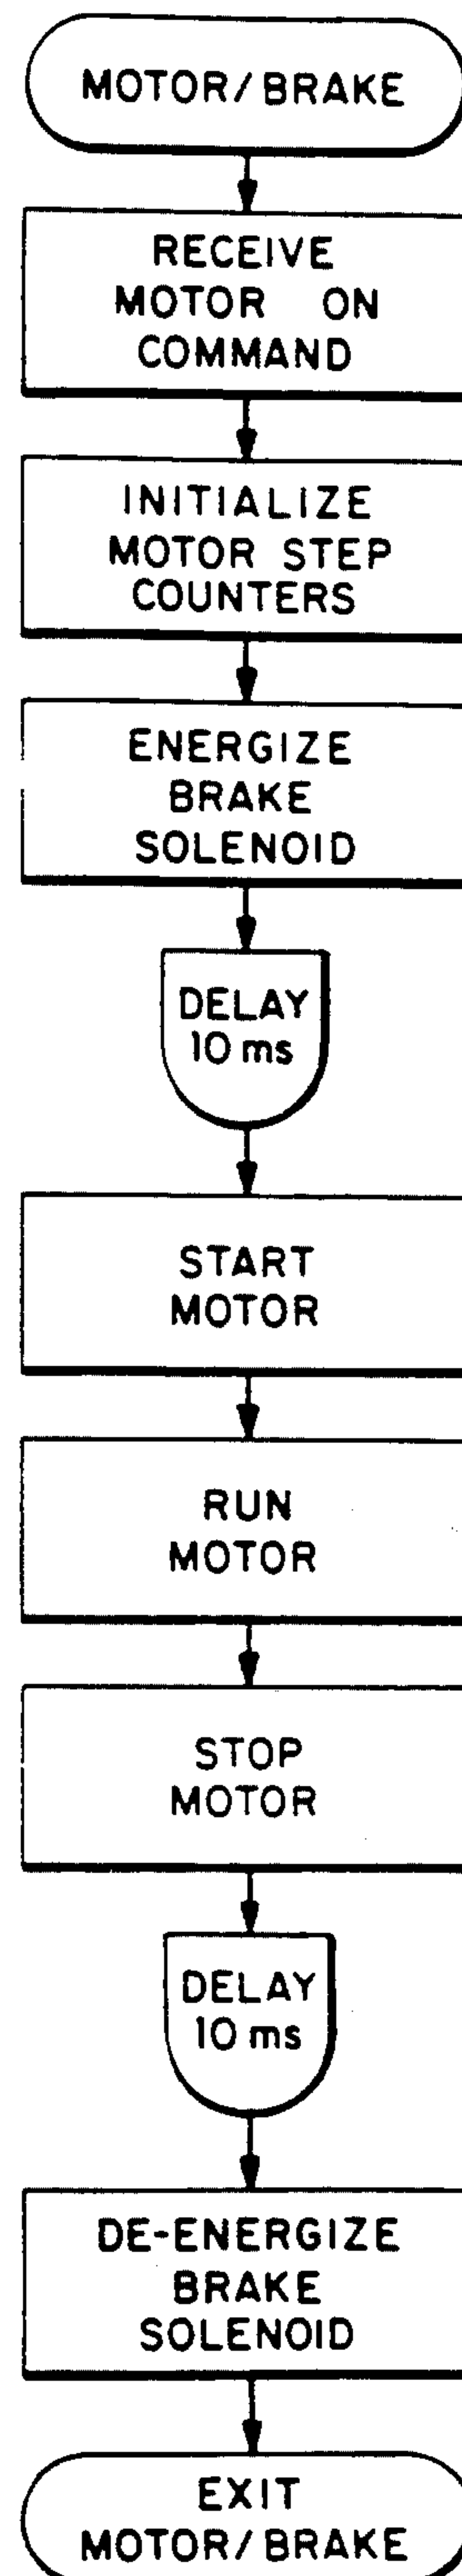 MOTOR/BRAKE
RECEIVE
MOTOR ON
COMMAND
INITIALIZE
MOTOR STEP
COUNTERS
ENERGIZE
BRAKE
SOLENOID
DELAY
10 ms
START
MOTOR
RUN
MOTOR
STOP
MOTOR
DELAY
10 ms
DE-ENERGIZE
BRAKE
SOLENOID
EXIT
MOTOR/BRAKE